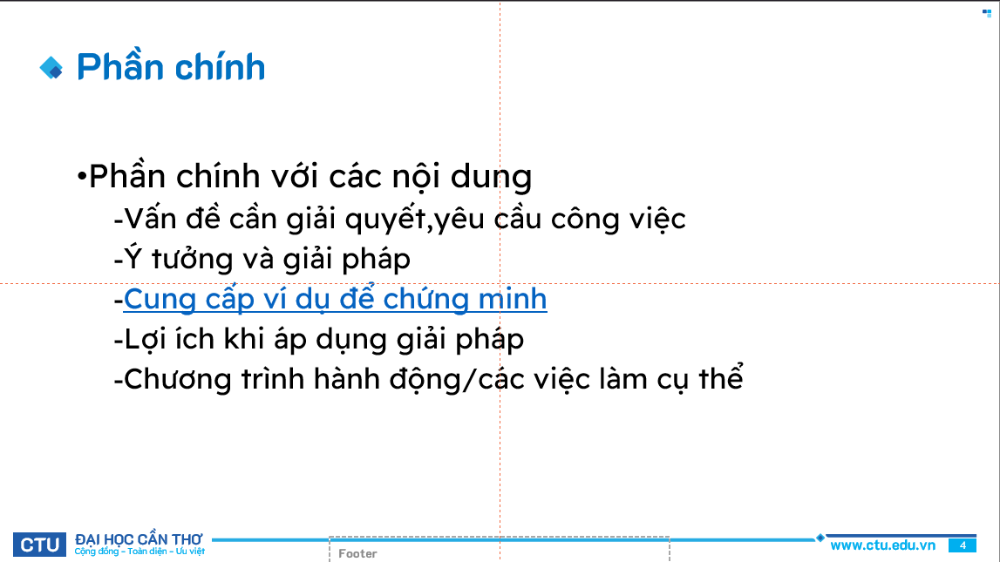 Phần chính
•Phần chính với các nội dung
-Vấn đề cần giải quyết,yêu cầu công việc
-Ý tưởng và giải pháp
-Cung cấp ví dụ để chứng minh
-Lợi ích khi áp dụng giải pháp
-Chương trình hành động/các việc làm cụ thể
CTU
ĐẠI HỌC CẦN THƠ
Cộng đồng – Toàn diện – Ưu việt
Footer
www.ctu.edu.vn
4